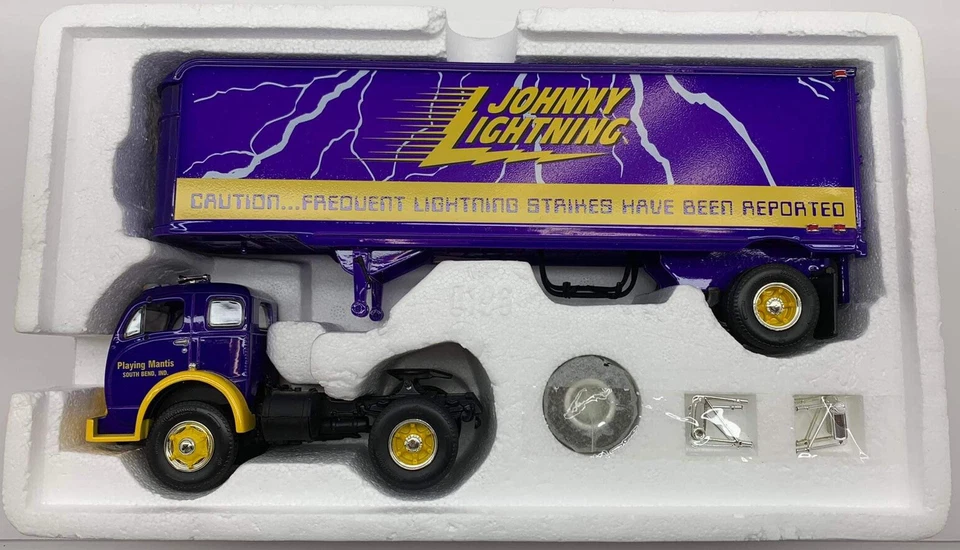 JOHNNY
LIGHTNING
CAUTION...FREQUENT LIGHTNING STRIKES HAVE BEEN REPORTED
Playing Mantis
SOUTH BEND, IND.